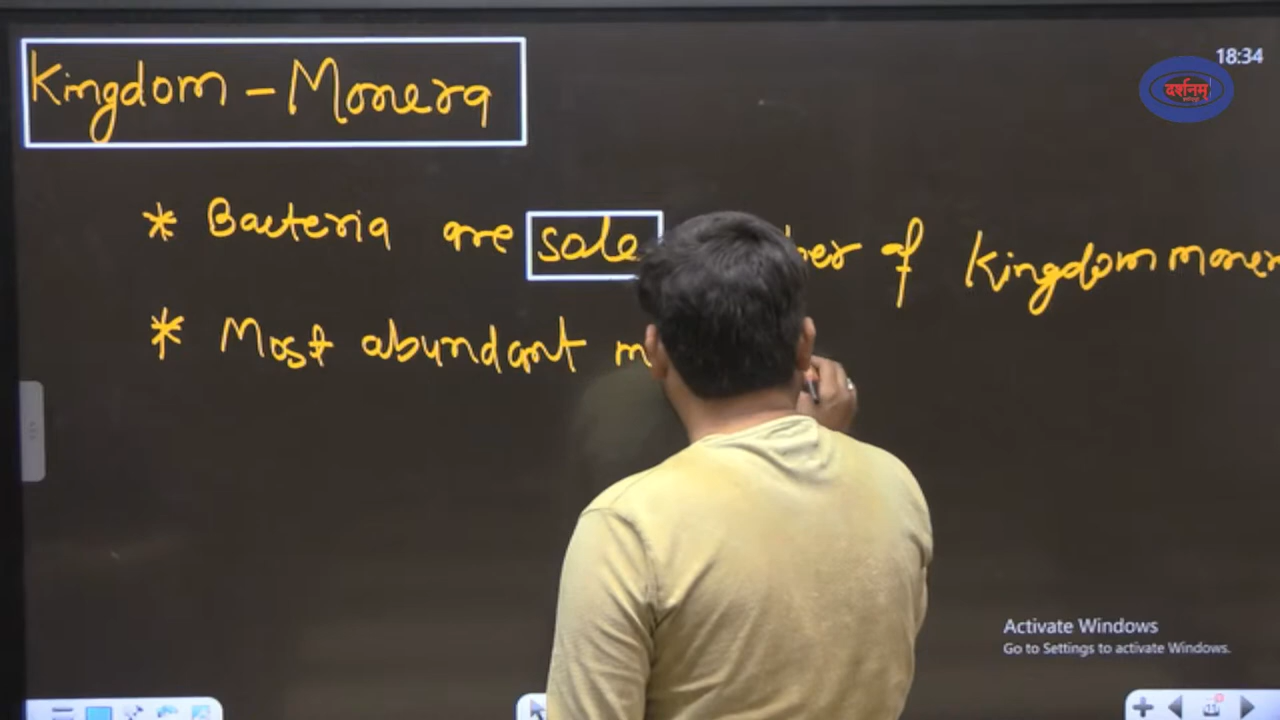 18:34
दर्शनम्
Kingdom - Monera
* Bacteria are sole of Kingdom moner
* Most abundant m
Activate Windows
Go to Settings to activate Windows.